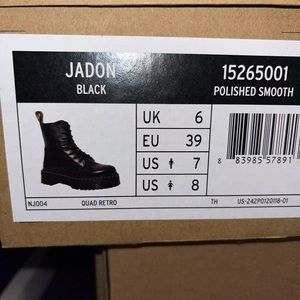 JADON
BLACK
15265001
POLISHED SMOOTH
UK 6
EU 39
US 7
US 8
8 83985 57891
NJ004
QUAD RETRO
TH
US-242P0120118-01